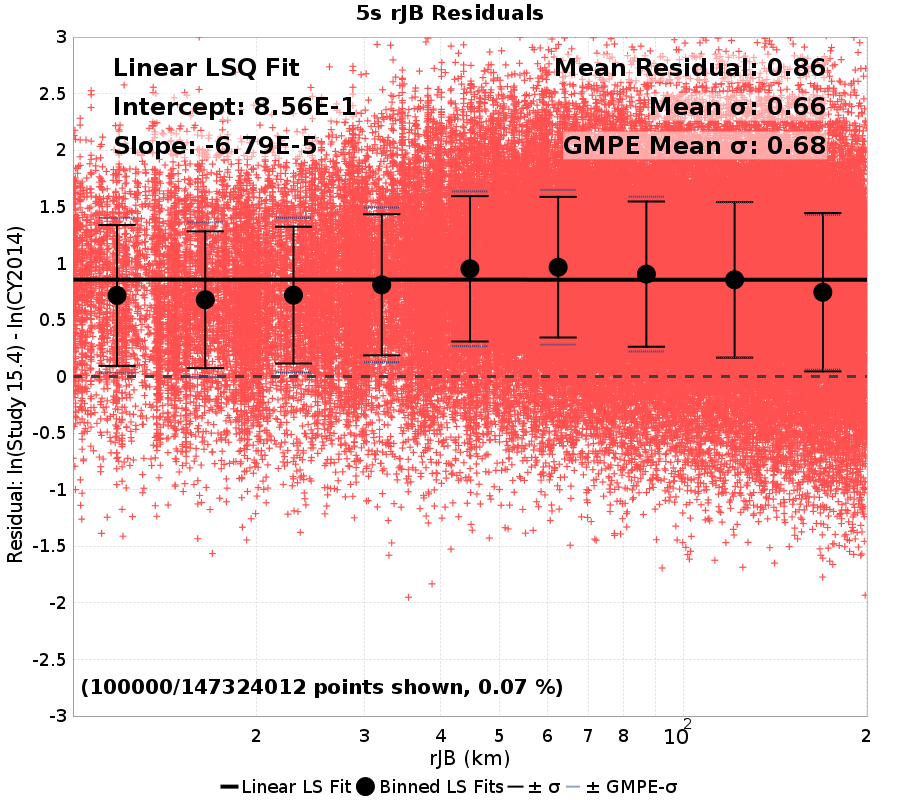 5s rJB Residuals
Linear LSQ Fit
Intercept: 8.56E-1
Slope: -6.79E-5
Mean Residual: 0.86
Mean σ: 0.66
GMPE Mean σ: 0.68
Residual: ln(Study 15.4) - ln(CY2014)
3
2.5
2
1.5
1
0.5
0
-0.5
-1
-1.5
-2
-2.5
-3
(100000/147324012 points shown, 0.07 %)
2 3 4 5 6 7 8 10² 2
rJB (km)
Linear LS Fit Binned LS Fits ± σ ± GMPE-σ